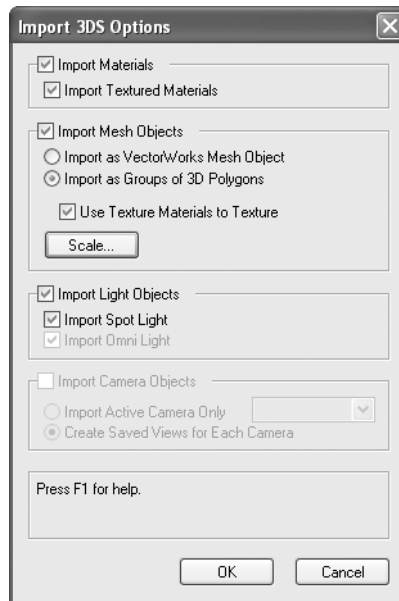 Import 3DS Options
Import Materials
Import Textured Materials
Import Mesh Objects
Import as VectorWorks Mesh Object
Import as Groups of 3D Polygons
Use Texture Materials to Texture
Scale...
Import Light Objects
Import Spot Light
Import Omni Light
Import Camera Objects
Import Active Camera Only
Create Saved Views for Each Camera
Press F1 for help.
OK Cancel